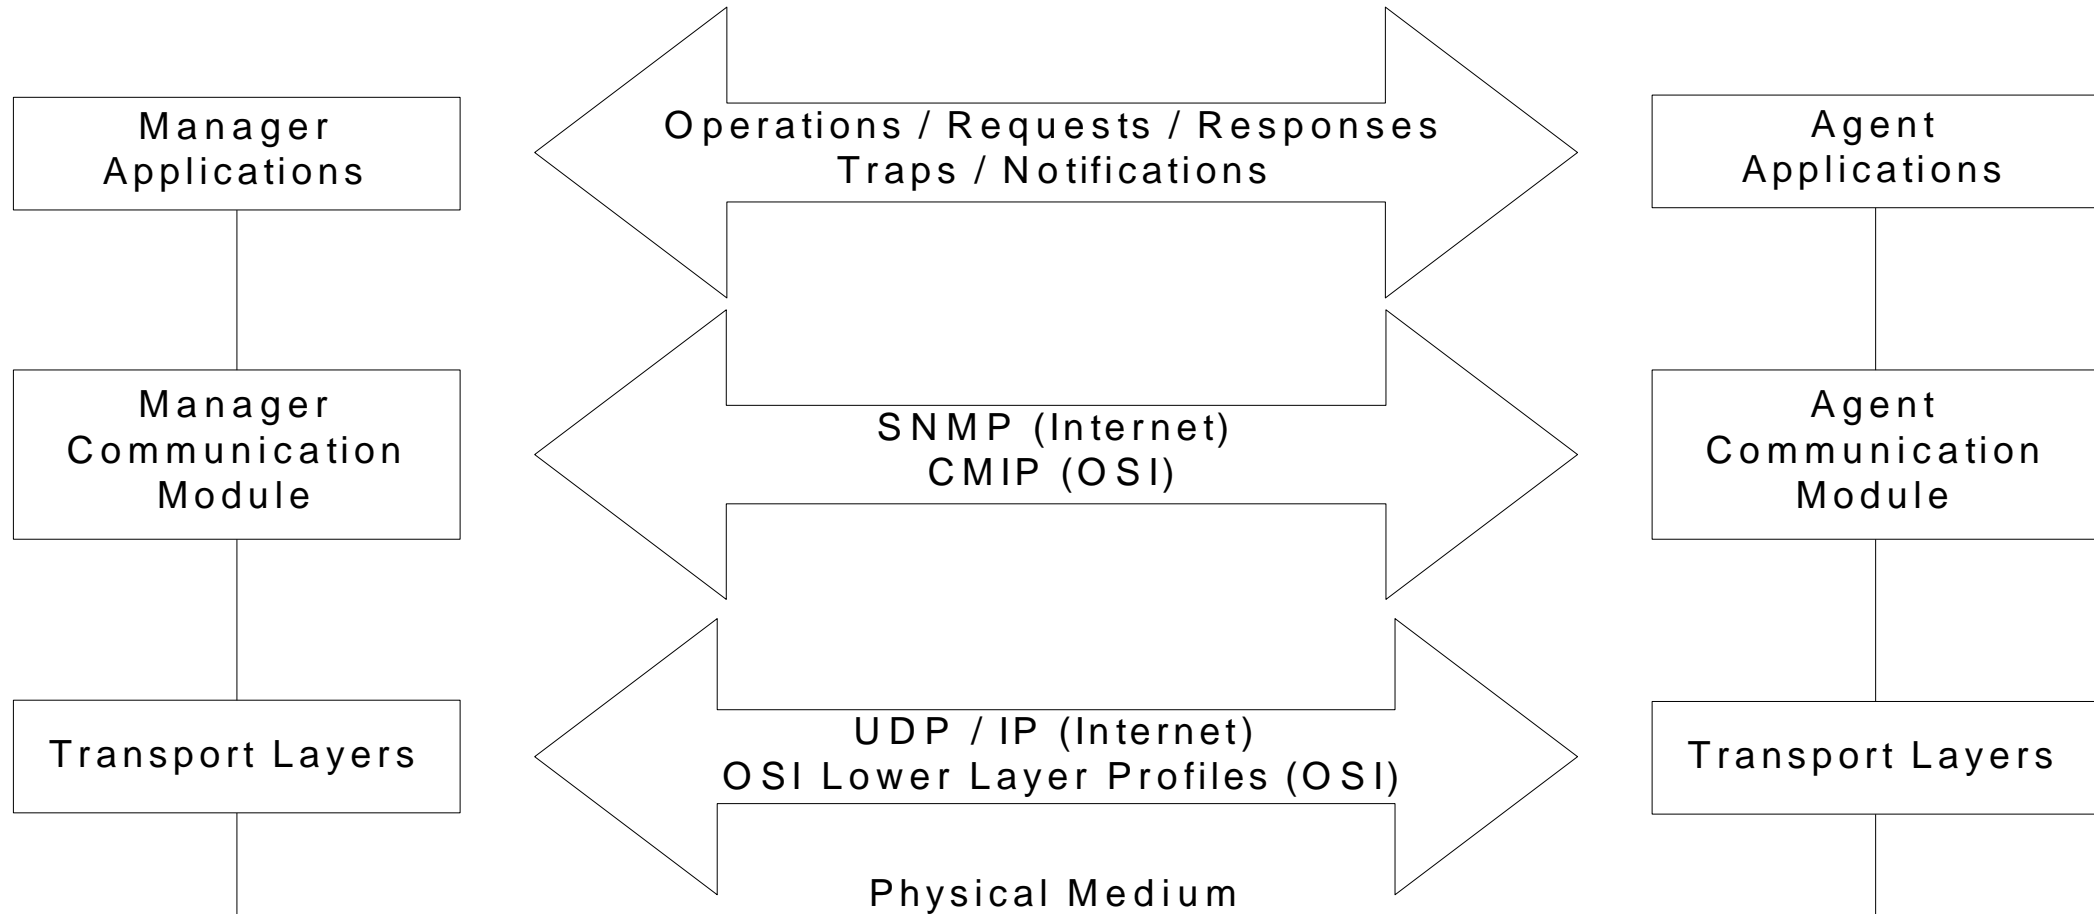 Manager
Applications
Operations / Requests / Responses
Traps / Notifications
Agent
Applications
Manager
Communication
Module
SNMP (Internet)
CMIP (OSI)
Agent
Communication
Module
Transport Layers
UDP / IP (Internet)
OSI Lower Layer Profiles (OSI)
Transport Layers
Physical Medium